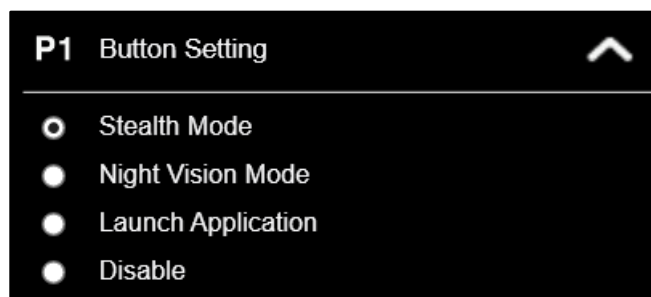 P1 Button Setting
Stealth Mode
Night Vision Mode
Launch Application
Disable